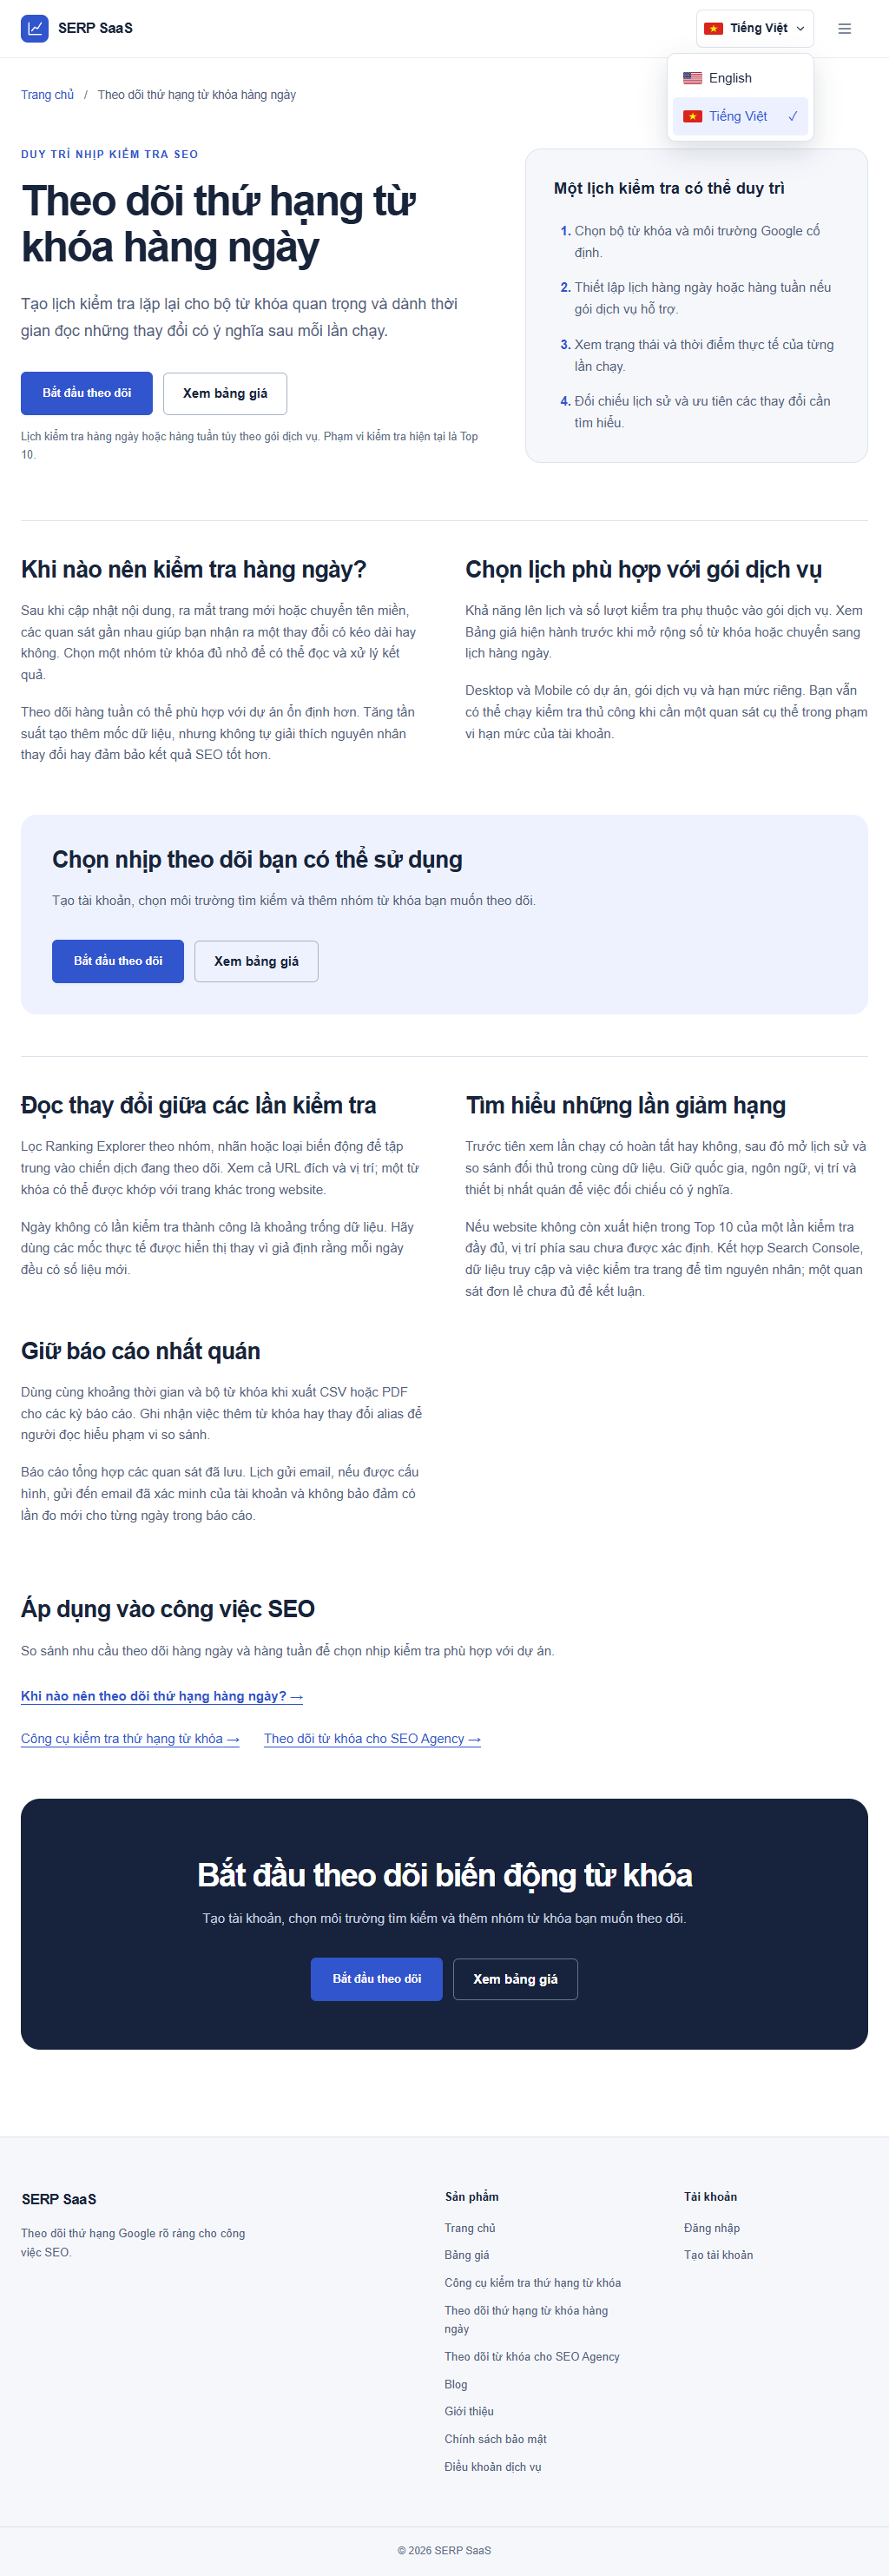 SERP SaaS
Tiếng Việt
English
Tiếng Việt
Trang chủ / Theo dõi thứ hạng từ khóa hàng ngày
DUY TRÌ NHỊP KIỂM TRA SEO
Theo dõi thứ hạng từ
khóa hàng ngày
Tạo lịch kiểm tra lặp lại cho bộ từ khóa quan trọng và dành thời
gian đọc những thay đổi có ý nghĩa sau mỗi lần chạy.
Bắt đầu theo dõi
Xem bảng giá
Lịch kiểm tra hàng ngày hoặc hàng tuần tùy theo gói dịch vụ. Phạm vi kiểm tra hiện tại là Top
10.
Một lịch kiểm tra có thể duy trì
1. Chọn bộ từ khóa và môi trường Google cố
định.
2. Thiết lập lịch hàng ngày hoặc hàng tuần nếu
gói dịch vụ hỗ trợ.
3. Xem trạng thái và thời điểm thực tế của từng
lần chạy.
4. Đối chiếu lịch sử và ưu tiên các thay đổi cần
tìm hiểu.
Khi nào nên kiểm tra hàng ngày?
Sau khi cập nhật nội dung, ra mắt trang mới hoặc chuyển tên miền,
các quan sát gần nhau giúp bạn nhận ra một thay đổi có kéo dài hay
không. Chọn một nhóm từ khóa đủ nhỏ để có thể đọc và xử lý kết
quả.
Theo dõi hàng tuần có thể phù hợp với dự án ổn định hơn. Tăng tần
suất tạo thêm mốc dữ liệu, nhưng không tự giải thích nguyên nhân
thay đổi hay đảm bảo kết quả SEO tốt hơn.
Chọn lịch phù hợp với gói dịch vụ
Khả năng lên lịch và số lượt kiểm tra phụ thuộc vào gói dịch vụ. Xem
Bảng giá hiện hành trước khi mở rộng số từ khóa hoặc chuyển sang
lịch hàng ngày.
Desktop và Mobile có dự án, gói dịch vụ và hạn mức riêng. Bạn vẫn
có thể chạy kiểm tra thủ công khi cần một quan sát cụ thể trong phạm
vi hạn mức của tài khoản.
Chọn nhịp theo dõi bạn có thể sử dụng
Tạo tài khoản, chọn môi trường tìm kiếm và thêm nhóm từ khóa bạn muốn theo dõi.
Bắt đầu theo dõi
Xem bảng giá
Đọc thay đổi giữa các lần kiểm tra
Lọc Ranking Explorer theo nhóm, nhãn hoặc loại biến động để tập
trung vào chiến dịch đang theo dõi. Xem cả URL đích và vị trí; một từ
khóa có thể được khớp với trang khác trong website.
Ngày không có lần kiểm tra thành công là khoảng trống dữ liệu. Hãy
dùng các mốc thực tế được hiển thị thay vì giả định rằng mỗi ngày
đều có số liệu mới.
Tìm hiểu những lần giảm hạng
Trước tiên xem lần chạy có hoàn tất hay không, sau đó mở lịch sử và
so sánh đối thủ trong cùng dữ liệu. Giữ quốc gia, ngôn ngữ, vị trí và
thiết bị nhất quán để việc đối chiếu có ý nghĩa.
Nếu website không còn xuất hiện trong Top 10 của một lần kiểm tra
đầy đủ, vị trí phía sau chưa được xác định. Kết hợp Search Console,
dữ liệu truy cập và việc kiểm tra trang để tìm nguyên nhân; một quan
sát đơn lẻ chưa đủ để kết luận.
Giữ báo cáo nhất quán
Dùng cùng khoảng thời gian và bộ từ khóa khi xuất CSV hoặc PDF
cho các kỳ báo cáo. Ghi nhận việc thêm từ khóa hay thay đổi alias để
người đọc hiểu phạm vi so sánh.
Báo cáo tổng hợp các quan sát đã lưu. Lịch gửi email, nếu được cấu
hình, gửi đến email đã xác minh của tài khoản và không bảo đảm có
lần đo mới cho từng ngày trong báo cáo.
Áp dụng vào công việc SEO
So sánh nhu cầu theo dõi hàng ngày và hàng tuần để chọn nhịp kiểm tra phù hợp với dự án.
Khi nào nên theo dõi thứ hạng hàng ngày? →
Công cụ kiểm tra thứ hạng từ khóa → Theo dõi từ khóa cho SEO Agency →
Bắt đầu theo dõi biến động từ khóa
Tạo tài khoản, chọn môi trường tìm kiếm và thêm nhóm từ khóa bạn muốn theo dõi.
Bắt đầu theo dõi
Xem bảng giá
SERP SaaS
Theo dõi thứ hạng Google rõ ràng cho công
việc SEO.
Sản phẩm
Trang chủ
Bảng giá
Công cụ kiểm tra thứ hạng từ khóa
Theo dõi thứ hạng từ khóa hàng
ngày
Theo dõi từ khóa cho SEO Agency
Blog
Giới thiệu
Chính sách bảo mật
Điều khoản dịch vụ
Tài khoản
Đăng nhập
Tạo tài khoản
© 2026 SERP SaaS